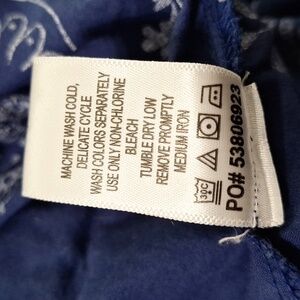 MACHINE WASH COLD,
DELICATE CYCLE
WASH COLORS SEPARATELY
USE ONLY NON-CHLORINE
BLEACH
TUMBLE DRY LOW
REMOVE PROMPTLY
MEDIUM IRON
30C
PO# 53806923